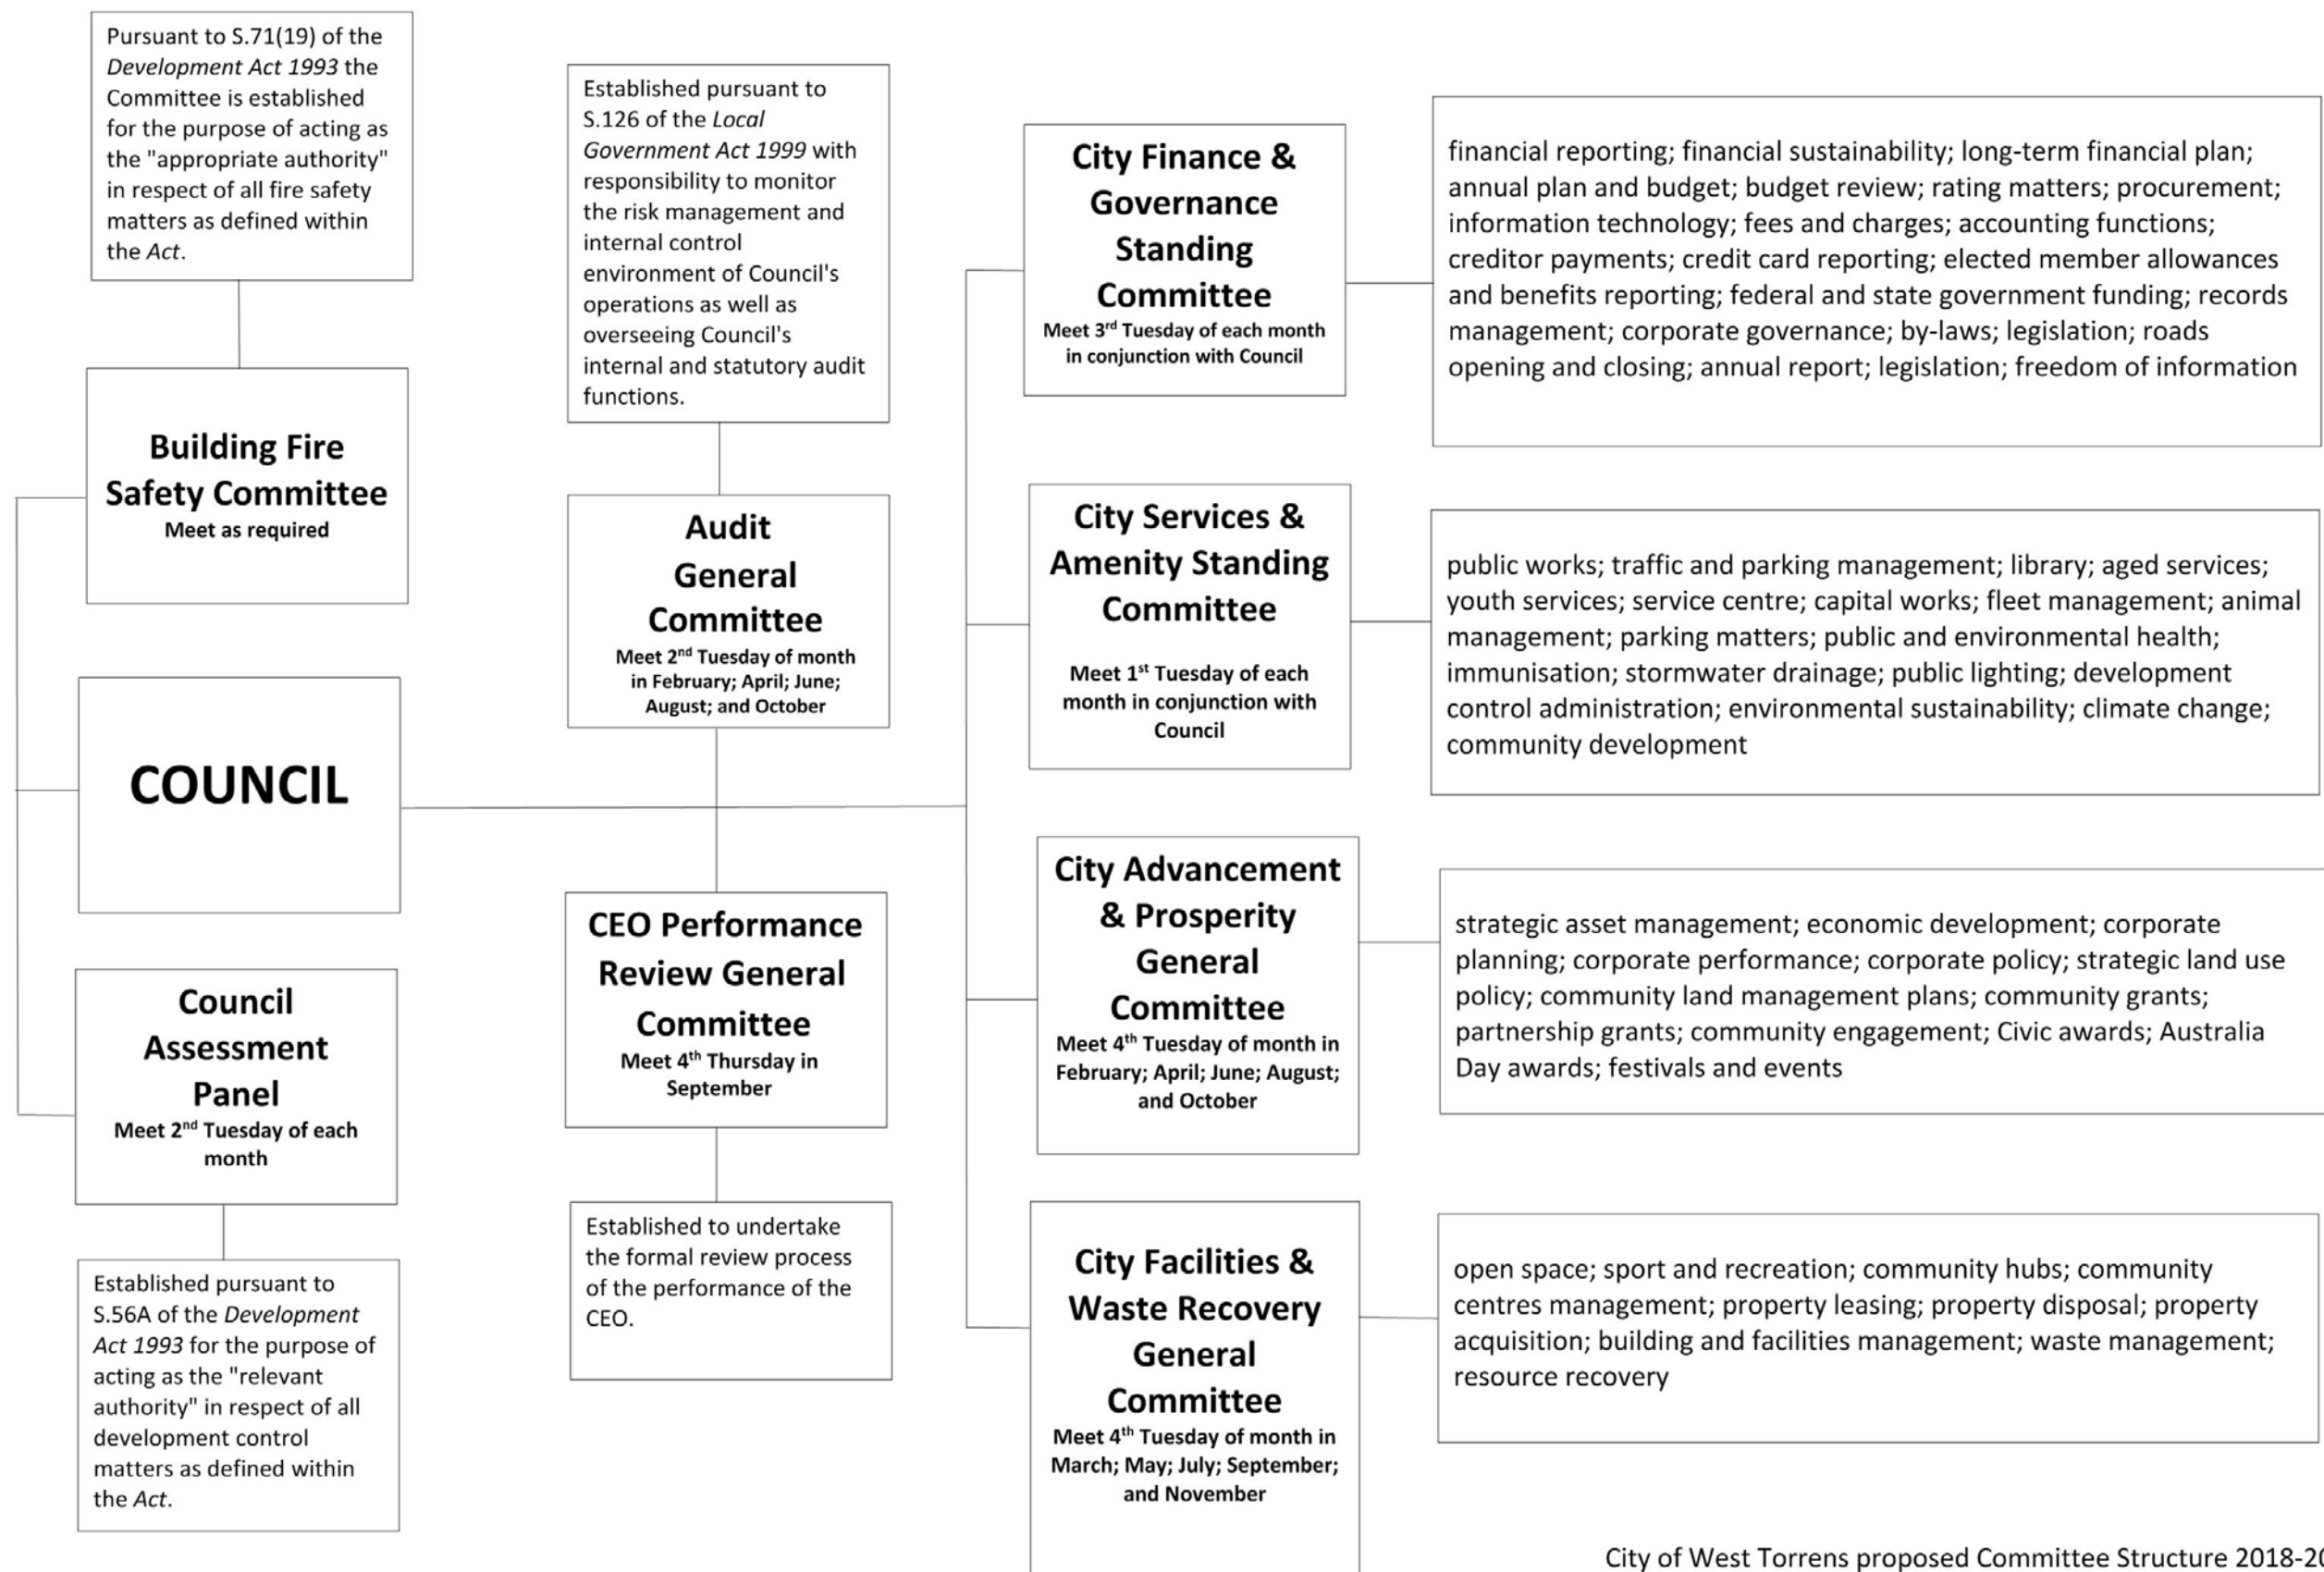 Pursuant to S.71(19) of the
Development Act 1993 the
Committee is established
for the purpose of acting as
the "appropriate authority"
in respect of all fire safety
matters as defined within
the Act.
Building Fire
Safety Committee
Meet as required
COUNCIL
Council
Assessment
Panel
Meet 2nd Tuesday of each
month
Established pursuant to
S.56A of the Development
Act 1993 for the purpose of
acting as the "relevant
authority" in respect of all
development control
matters as defined within
the Act.
Established pursuant to
S.126 of the Local
Government Act 1999 with
responsibility to monitor
the risk management and
internal control
environment of Council's
operations as well as
overseeing Council's
internal and statutory audit
functions.
Audit
General
Committee
Meet 2nd Tuesday of month
in February; April; June;
August; and October
CEO Performance
Review General
Committee
Meet 4th Thursday in
September
Established to undertake
the formal review process
of the performance of the
CEO.
City Finance &
Governance
Standing
Committee
Meet 3rd Tuesday of each month
in conjunction with Council
financial reporting; financial sustainability; long-term financial plan;
annual plan and budget; budget review; rating matters; procurement;
information technology; fees and charges; accounting functions;
creditor payments; credit card reporting; elected member allowances
and benefits reporting; federal and state government funding; records
management; corporate governance; by-laws; legislation; roads
opening and closing; annual report; legislation; freedom of information
City Services &
Amenity Standing
Committee
Meet 1st Tuesday of each
month in conjunction with
Council
public works; traffic and parking management; library; aged services;
youth services; service centre; capital works; fleet management; animal
management; parking matters; public and environmental health;
immunisation; stormwater drainage; public lighting; development
control administration; environmental sustainability; climate change;
community development
City Advancement
& Prosperity
General
Committee
Meet 4th Tuesday of month in
February; April; June; August;
and October
strategic asset management; economic development; corporate
planning; corporate performance; corporate policy; strategic land use
policy; community land management plans; community grants;
partnership grants; community engagement; Civic awards; Australia
Day awards; festivals and events
City Facilities &
Waste Recovery
General
Committee
Meet 4th Tuesday of month in
March; May; July; September;
and November
open space; sport and recreation; community hubs; community
centres management; property leasing; property disposal; property
acquisition; building and facilities management; waste management;
resource recovery
City of West Torrens proposed Committee Structure